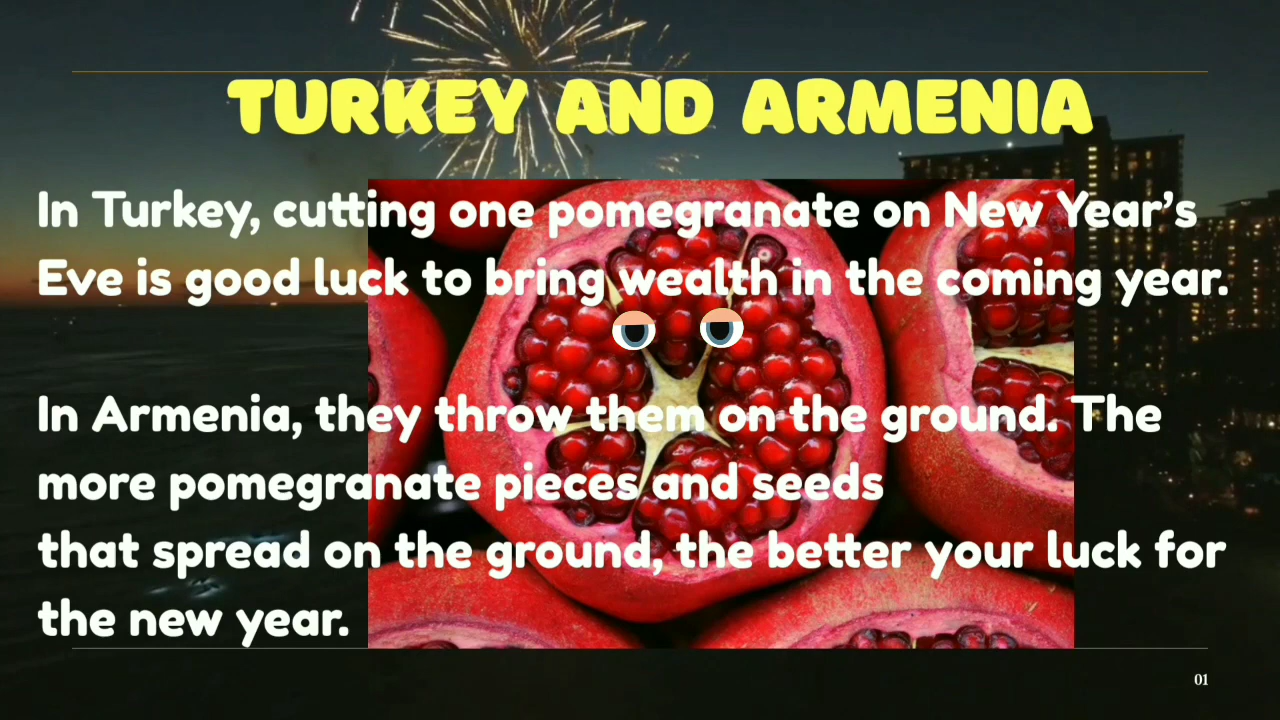 TURKEY AND ARMENIA
In Turkey, cutting one pomegranate on New Year’s
Eve is good luck to bring wealth in the coming year.
In Armenia, they throw them on the ground. The
more pomegranate pieces and seeds
that spread on the ground, the better your luck for
the new year.
01